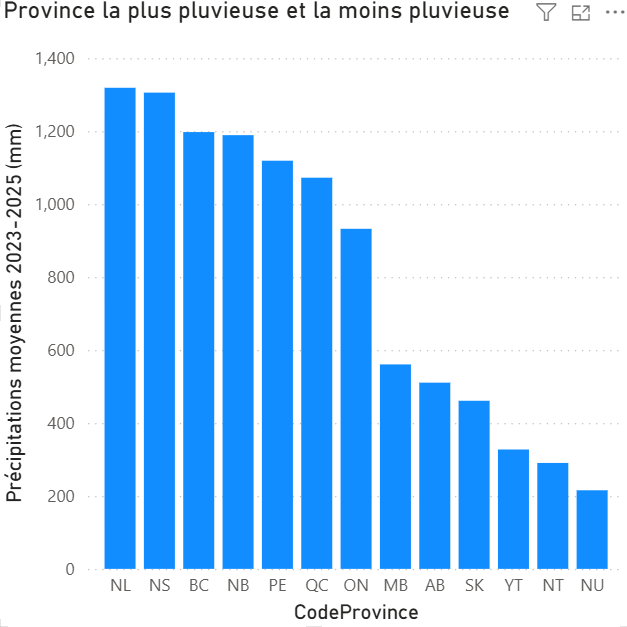 Province la plus pluvieuse et la moins pluvieuse
Précipitations moyennes 2023-2025 (mm)
1,400
1,200
1,000
800
600
400
200
0
NL NS BC NB PE QC ON MB AB SK YT NT NU
CodeProvince